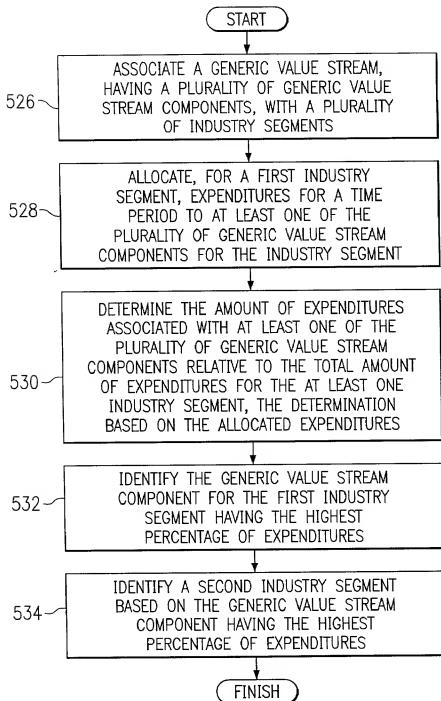 START
526
ASSOCIATE A GENERIC VALUE STREAM,
HAVING A PLURALITY OF GENERIC VALUE
STREAM COMPONENTS, WITH A PLURALITY
OF INDUSTRY SEGMENTS
528
ALLOCATE, FOR A FIRST INDUSTRY
SEGMENT, EXPENDITURES FOR A TIME
PERIOD TO AT LEAST ONE OF THE
PLURALITY OF GENERIC VALUE STREAM
COMPONENTS FOR THE INDUSTRY SEGMENT
530
DETERMINE THE AMOUNT OF EXPENDITURES
ASSOCIATED WITH AT LEAST ONE OF THE
PLURALITY OF GENERIC VALUE STREAM
COMPONENTS RELATIVE TO THE TOTAL AMOUNT
OF EXPENDITURES FOR THE AT LEAST ONE
INDUSTRY SEGMENT, THE DETERMINATION
BASED ON THE ALLOCATED EXPENDITURES
532
IDENTIFY THE GENERIC VALUE STREAM
COMPONENT FOR THE FIRST INDUSTRY
SEGMENT HAVING THE HIGHEST
PERCENTAGE OF EXPENDITURES
534
IDENTIFY A SECOND INDUSTRY SEGMENT
BASED ON THE GENERIC VALUE STREAM
COMPONENT HAVING THE HIGHEST
PERCENTAGE OF EXPENDITURES
FINISH